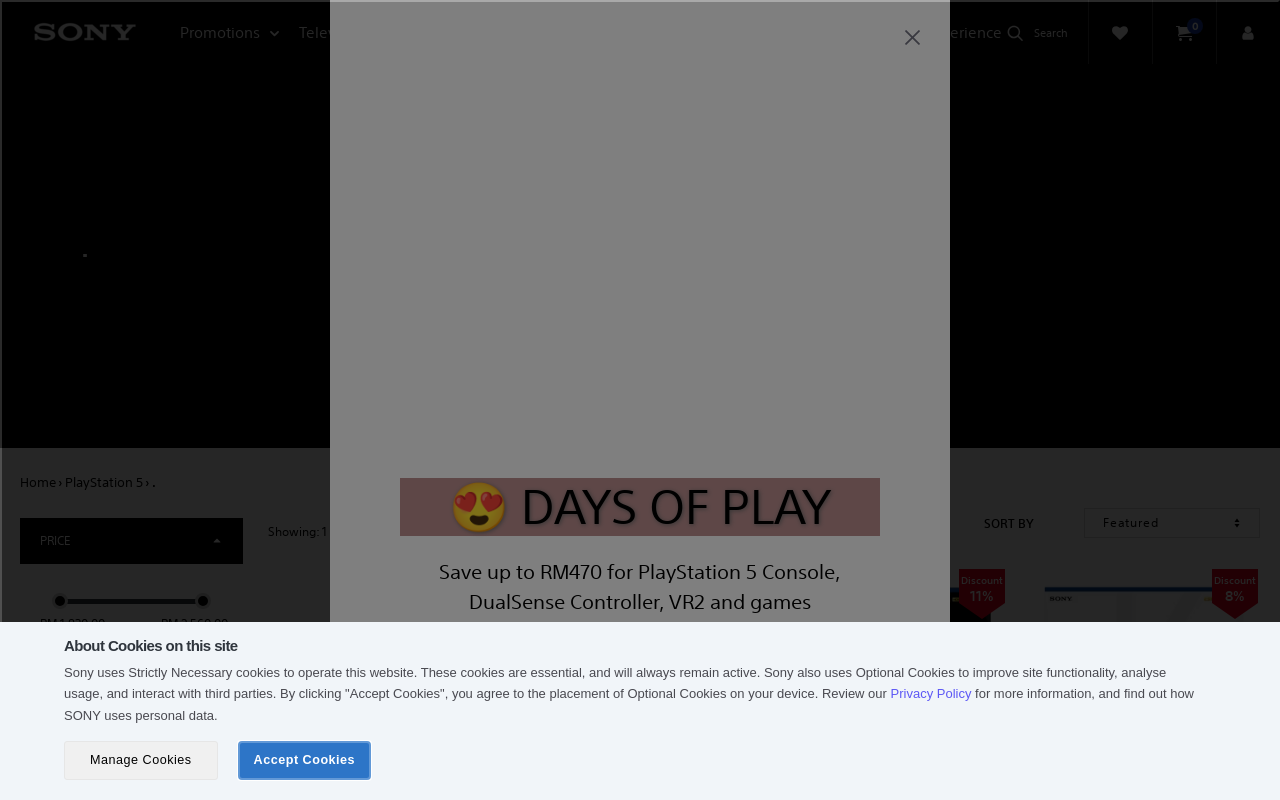 SONY
Promotions
erience
Search
0
😍 DAYS OF PLAY
Save up to RM470 for PlayStation 5 Console,
DualSense Controller, VR2 and games
Home › PlayStation 5 › .
PRICE
Showing: 1
SORT BY
Featured
Discount
11%
Discount
8%
SONY
About Cookies on this site
Sony uses Strictly Necessary cookies to operate this website. These cookies are essential, and will always remain active. Sony also uses Optional Cookies to improve site functionality, analyse
usage, and interact with third parties. By clicking "Accept Cookies", you agree to the placement of Optional Cookies on your device. Review our Privacy Policy for more information, and find out how
SONY uses personal data.
Manage Cookies
Accept Cookies